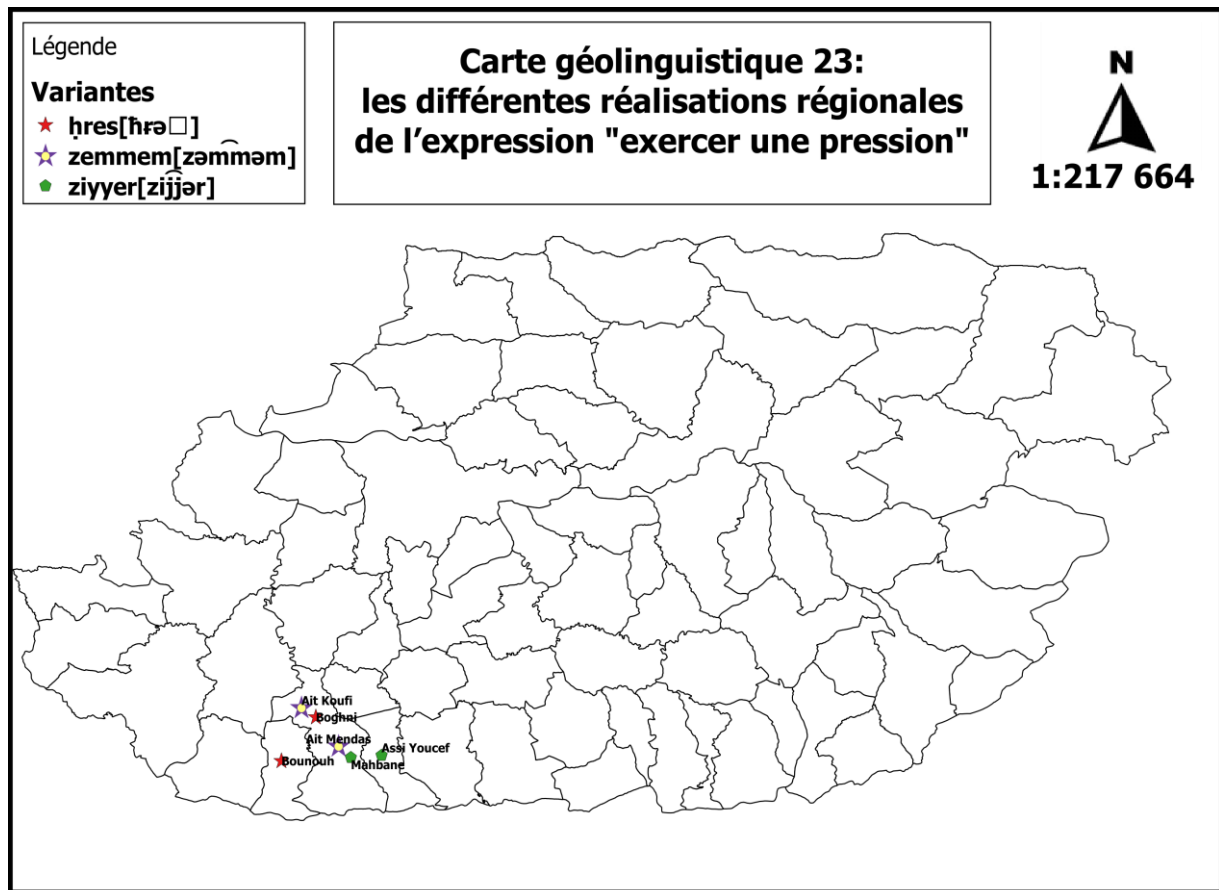 Légende
Variantes
ḥres[ħrə□]
zemmem[zəm͡məm]
ziyyer[zij͡jər]
Carte géolinguistique 23:
les différentes réalisations régionales
de l’expression "exercer une pression"
N
1:217 664
Ait Koufi
Boghni
Ait Mendas
Assi Youcef
Bounouh
Mahbane